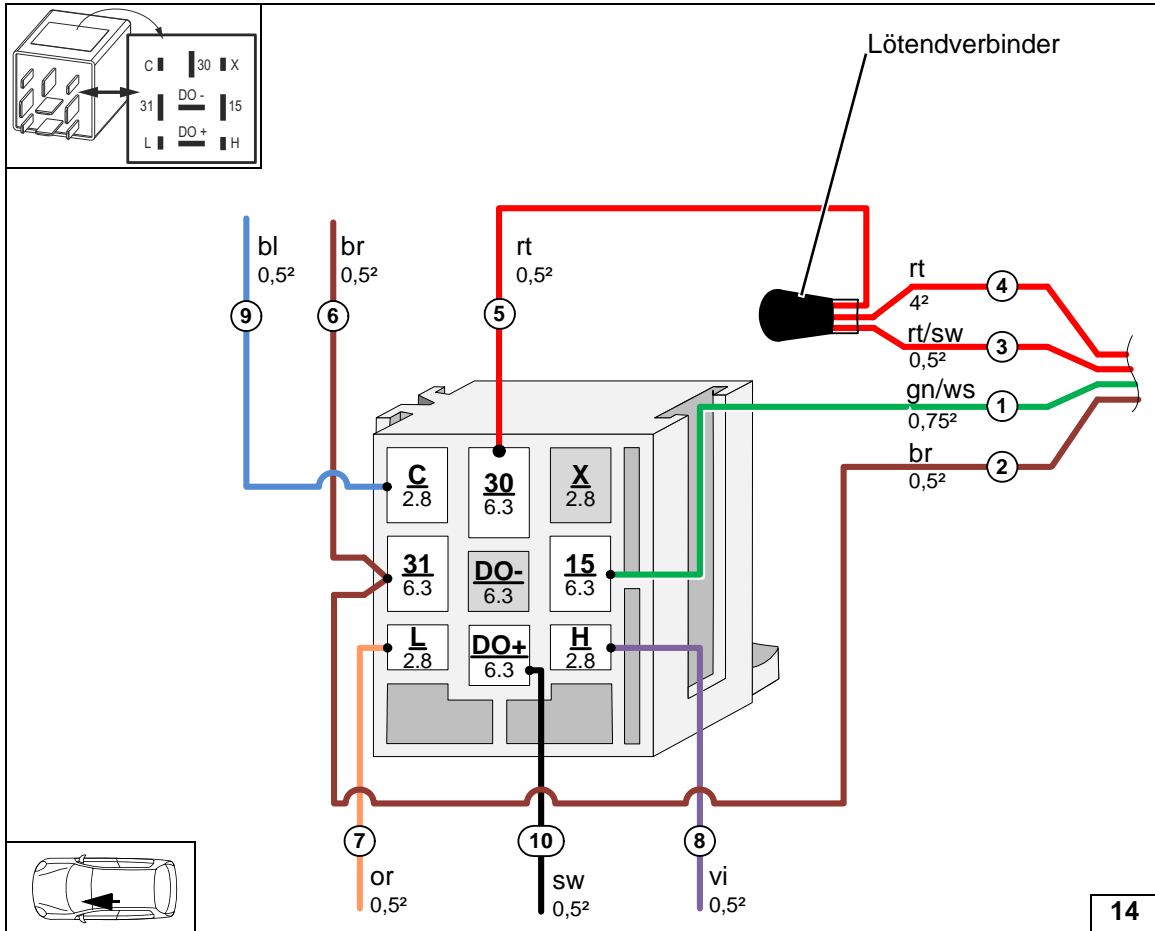 C 30 X
31 DO - 15
L DO + H
Lötendverbinder
bl
0,5²
br
0,5²
rt
0,5²
9
6
5
rt
4²
4
rt/sw
0,5²
3
gn/ws
0,75²
1
br
0,5²
2
C
2.8
30
6.3
X
2.8
31
6.3
DO-
6.3
15
6.3
L
2.8
DO+
6.3
H
2.8
7
10
8
or
0,5²
sw
0,5²
vi
0,5²
14